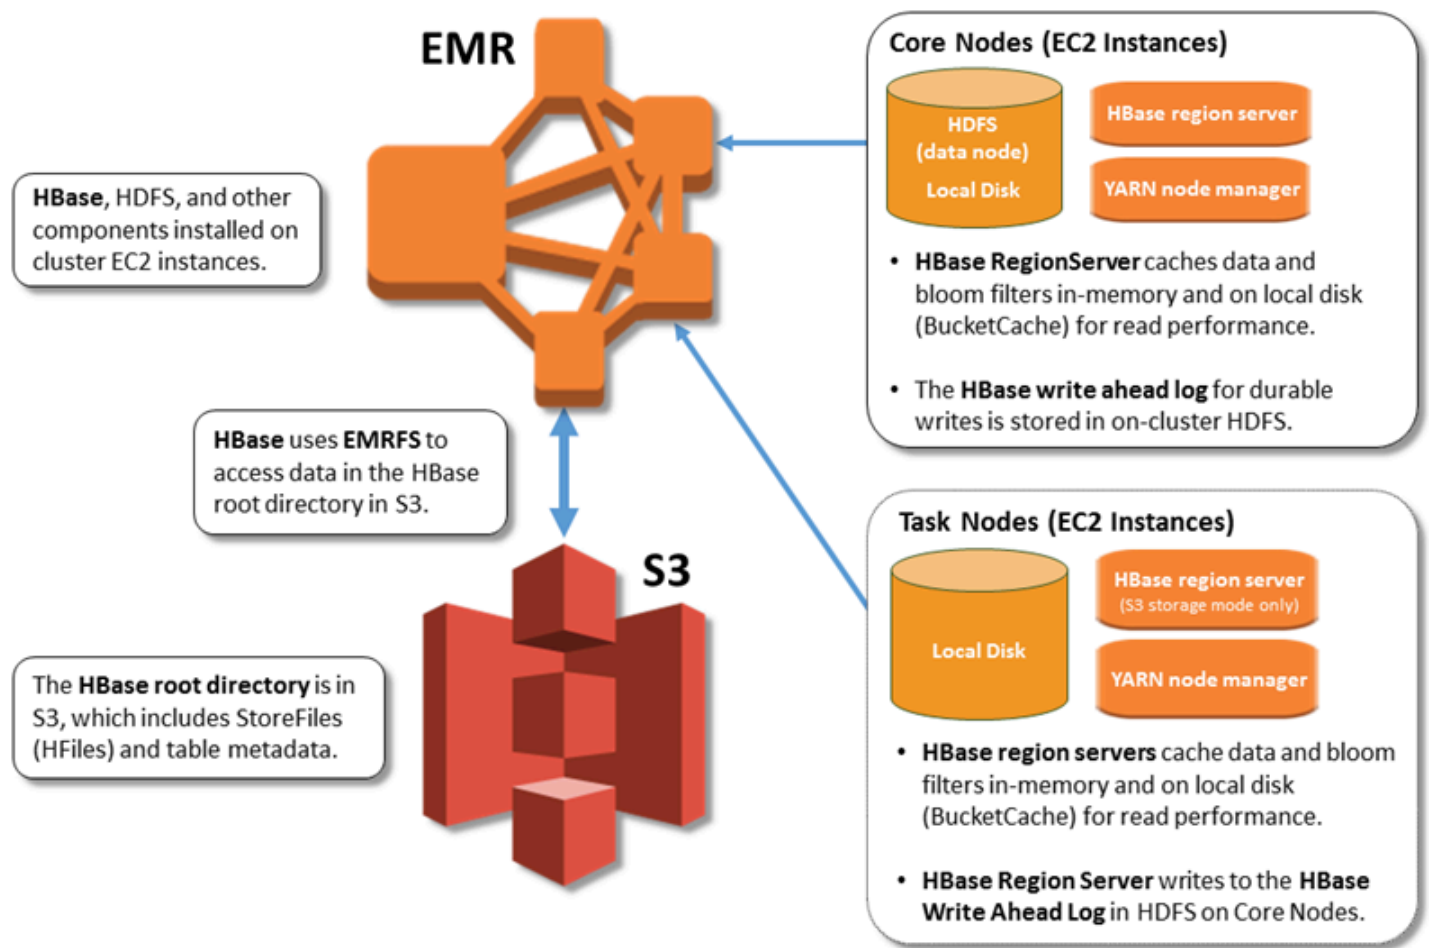 EMR
HBase, HDFS, and other
components installed on
cluster EC2 instances.
HBase uses EMRFS to
access data in the HBase
root directory in S3.
S3
The HBase root directory is in
S3, which includes StoreFiles
(HFiles) and table metadata.
Core Nodes (EC2 Instances)
HDFS
(data node)
Local Disk
HBase region server
YARN node manager
• HBase RegionServer caches data and
bloom filters in-memory and on local disk
(BucketCache) for read performance.
• The HBase write ahead log for durable
writes is stored in on-cluster HDFS.
Task Nodes (EC2 Instances)
Local Disk
HBase region server
(S3 storage mode only)
YARN node manager
• HBase region servers cache data and bloom
filters in-memory and on local disk
(BucketCache) for read performance.
• HBase Region Server writes to the HBase
Write Ahead Log in HDFS on Core Nodes.